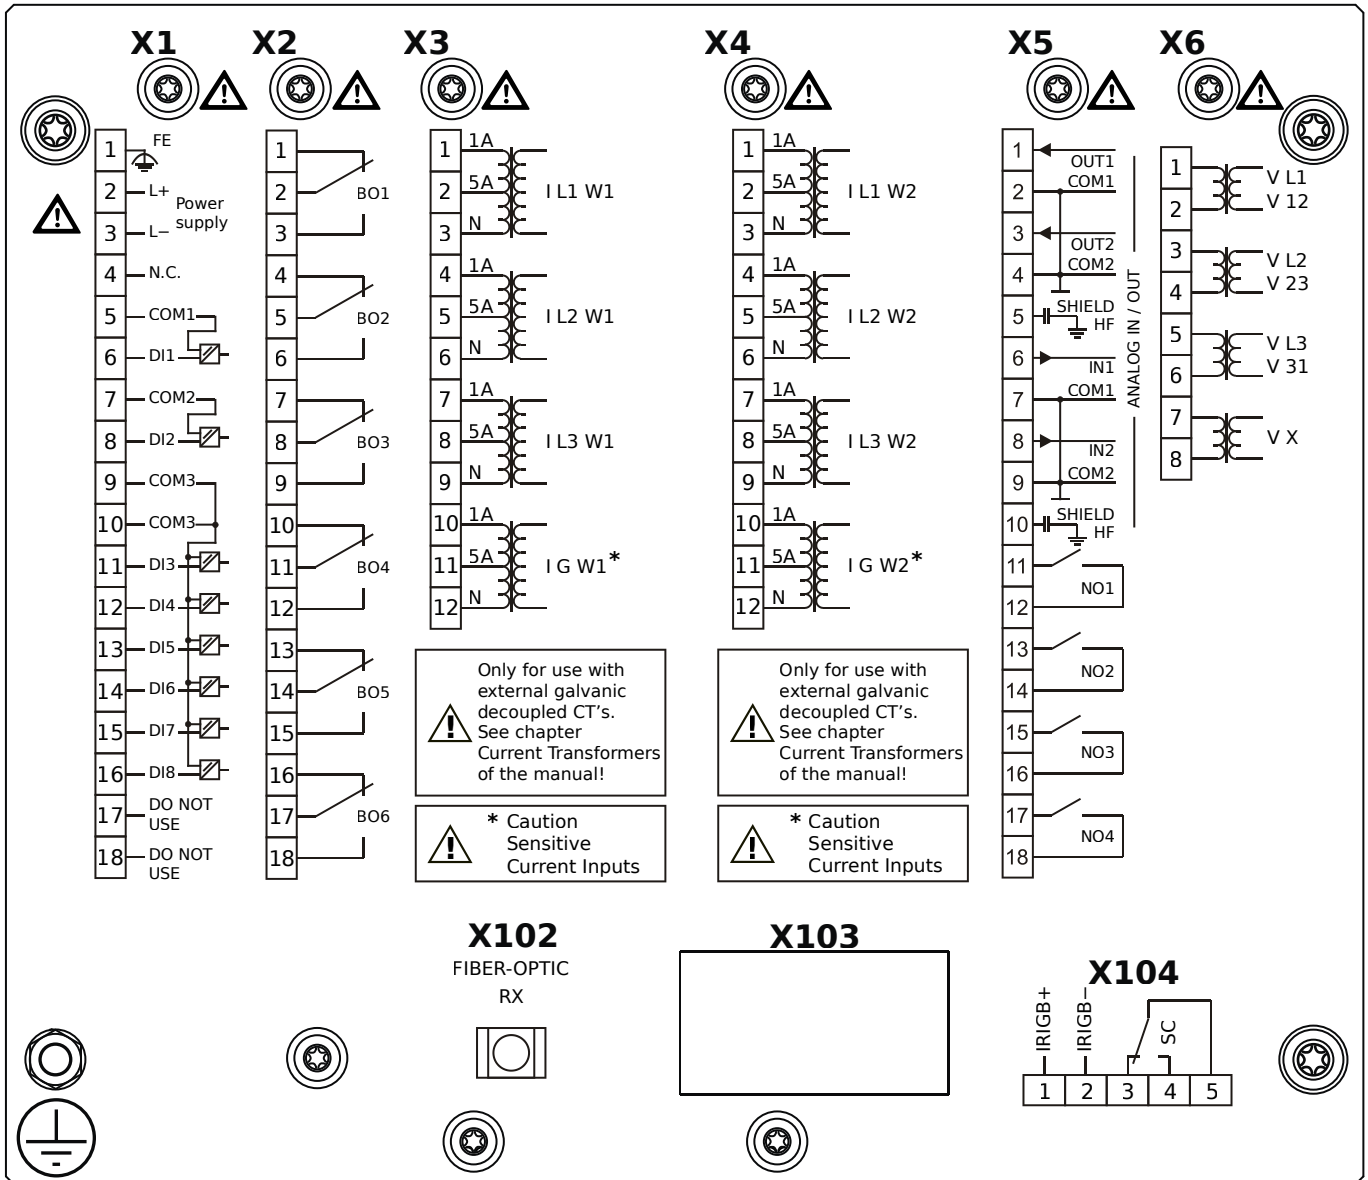 X1
1
FE
2
L+
Power
supply
3
L−
4
N.C.
5
COM1
6
DI1
7
COM2
8
DI2
9
COM3
10
COM3
11
DI3
12
DI4
13
DI5
14
DI6
15
DI7
16
DI8
17
DO NOT
USE
18
DO NOT
USE
X2
1
2
BO1
3
4
5
BO2
6
7
8
BO3
9
10
11
BO4
12
13
14
BO5
15
16
17
BO6
18
X3
1
1A
2
5A
I L1 W1
3
N
4
1A
5
5A
I L2 W1
6
N
7
1A
8
5A
I L3 W1
9
N
10
1A
11
5A
I G W1*
12
N
Only for use with
external galvanic
decoupled CT’s.
See chapter
Current Transformers
of the manual!
* Caution
Sensitive
Current Inputs
X4
1
1A
2
5A
I L1 W2
3
N
4
1A
5
5A
I L2 W2
6
N
7
1A
8
5A
I L3 W2
9
N
10
1A
11
5A
I G W2*
12
N
Only for use with
external galvanic
decoupled CT’s.
See chapter
Current Transformers
of the manual!
* Caution
Sensitive
Current Inputs
X5
1
OUT1
2
COM1
3
OUT2
4
COM2
5
SHIELD
HF
6
IN1
7
COM1
8
IN2
9
COM2
10
SHIELD
HF
ANALOG IN / OUT
11
NO1
12
13
NO2
14
15
NO3
16
17
NO4
18
X6
1
V L1
2
V 12
3
V L2
4
V 23
5
V L3
6
V 31
7
V X
8
X102
FIBER-OPTIC
RX
X103
X104
IRIGB+
IRIGB−
SC
1
2
3
4
5